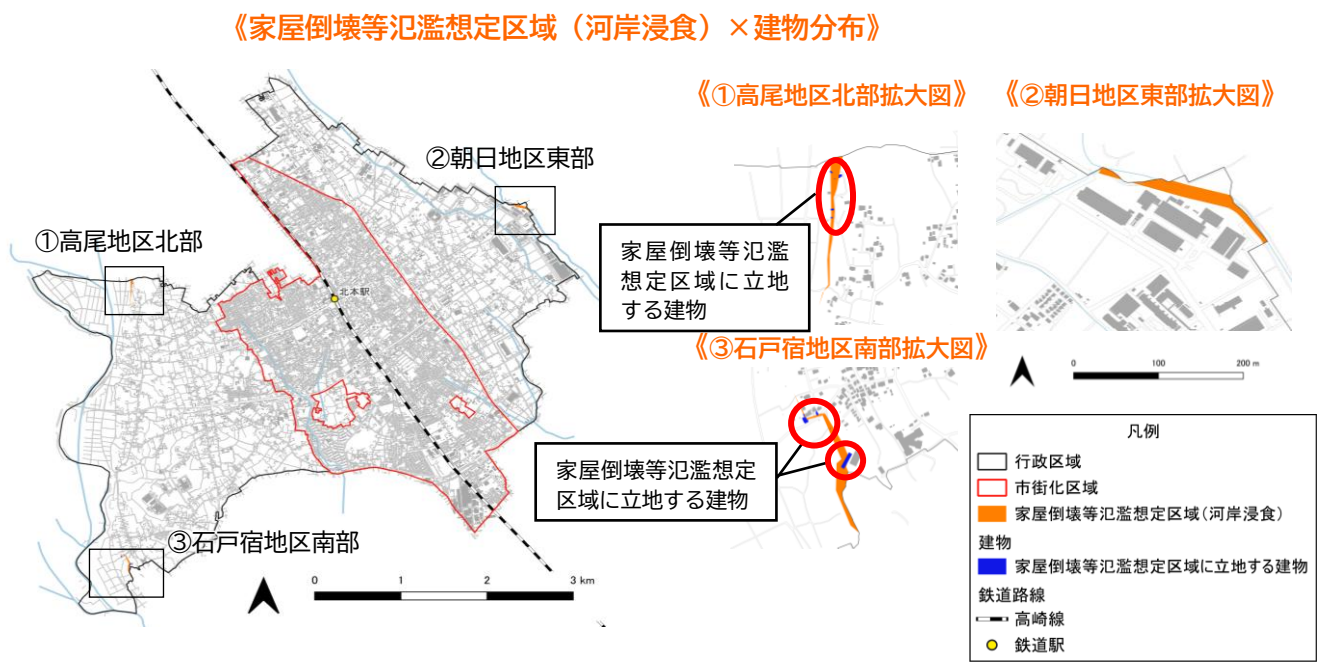 《家屋倒壊等氾濫想定区域（河岸浸食）×建物分布》
《①高尾地区北部拡大図》
《②朝日地区東部拡大図》
②朝日地区東部
①高尾地区北部
北本駅
③石戸宿地区南部
0 1 2 3 km
家屋倒壊等氾濫
想定区域に立地
する建物
《③石戸宿地区南部拡大図》
家屋倒壊等氾濫想定
区域に立地する建物
0 100 200 m
凡例
行政区域
市街化区域
家屋倒壊等氾濫想定区域(河岸浸食)
建物
家屋倒壊等氾濫想定区域に立地する建物
鉄道路線
高崎線
鉄道駅